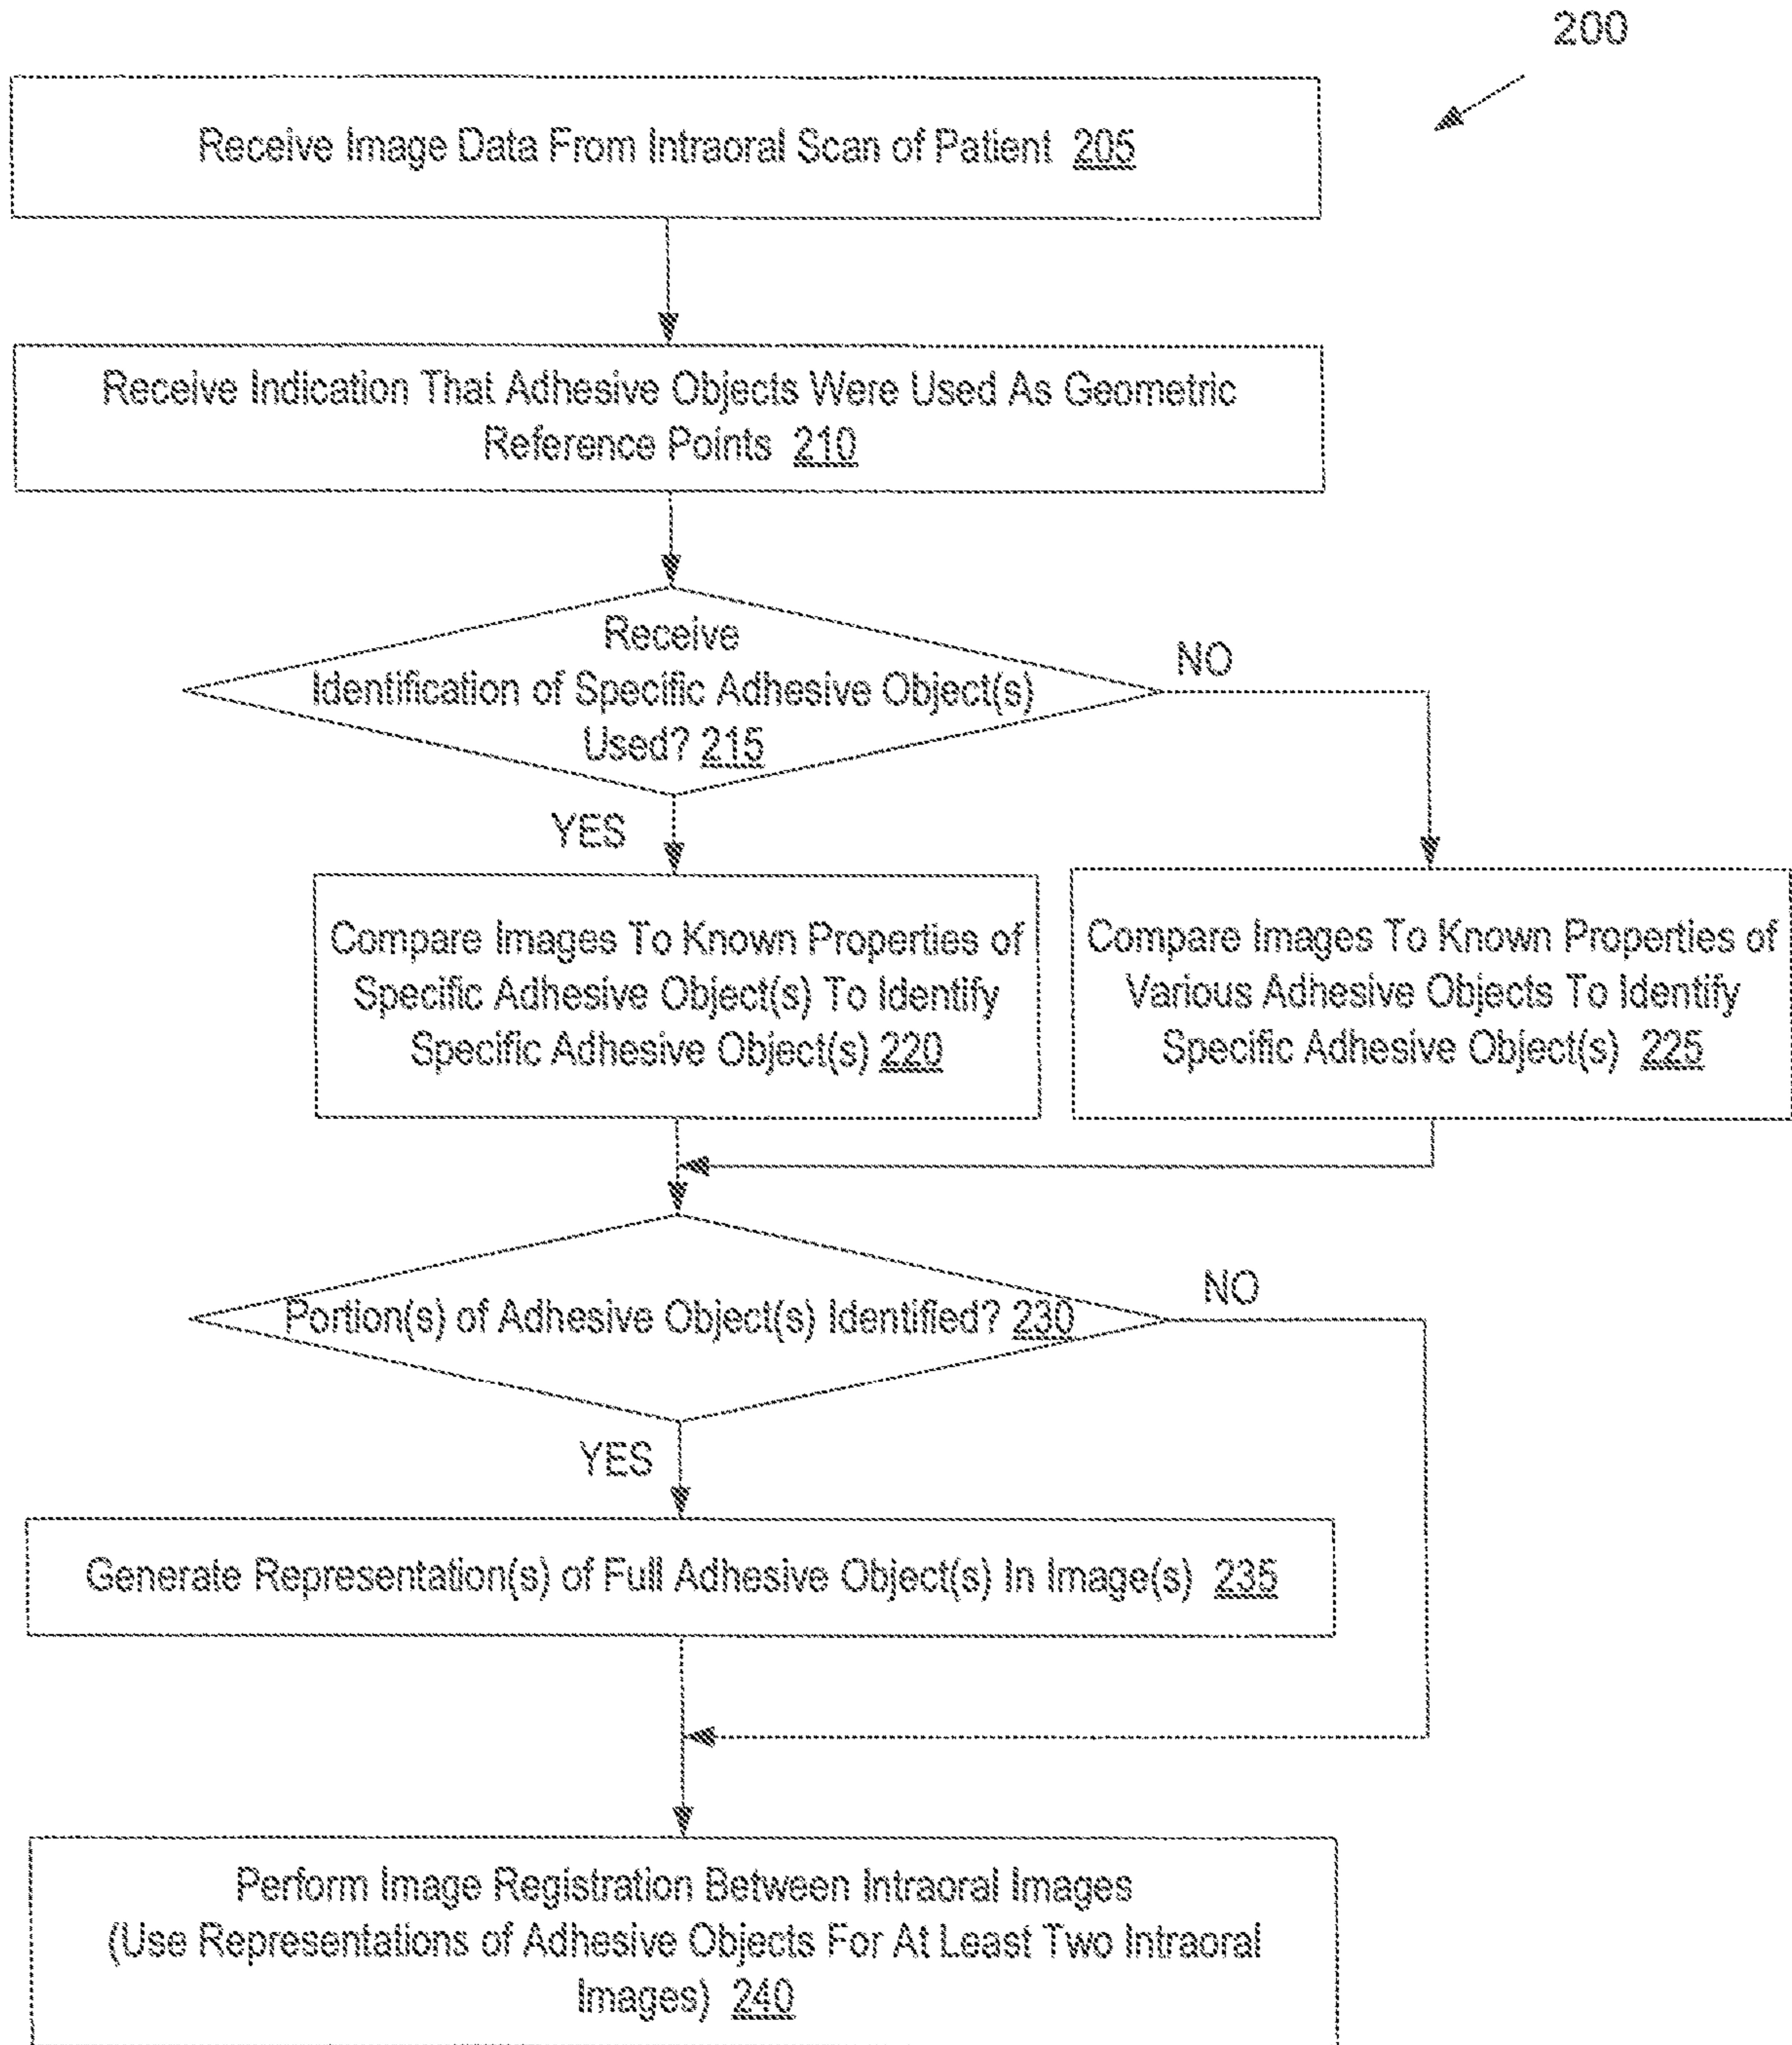 200
Receive Image Data From Intraoral Scan of Patient 205
Receive Indication That Adhesive Objects Were Used As Geometric
Reference Points 210
Receive
Identification of Specific Adhesive Object(s)
Used? 215
NO
YES
Compare Images To Known Properties of
Specific Adhesive Object(s) To Identify
Specific Adhesive Object(s) 220
Compare Images To Known Properties of
Various Adhesive Objects To Identify
Specific Adhesive Object(s) 225
Portion(s) of Adhesive Object(s) Identified? 230
NO
YES
Generate Representation(s) of Full Adhesive Object(s) In Image(s) 235
Perform Image Registration Between Intraoral Images
(Use Representations of Adhesive Objects For At Least Two Intraoral
Images) 240